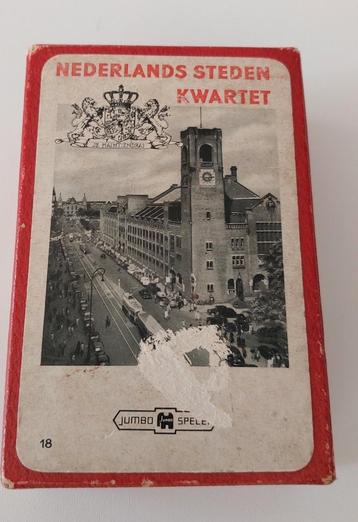 NEDERLANDS STEDEN
KWARTET
JE MAINTIENDRAI
JUMBO SPELEN
18